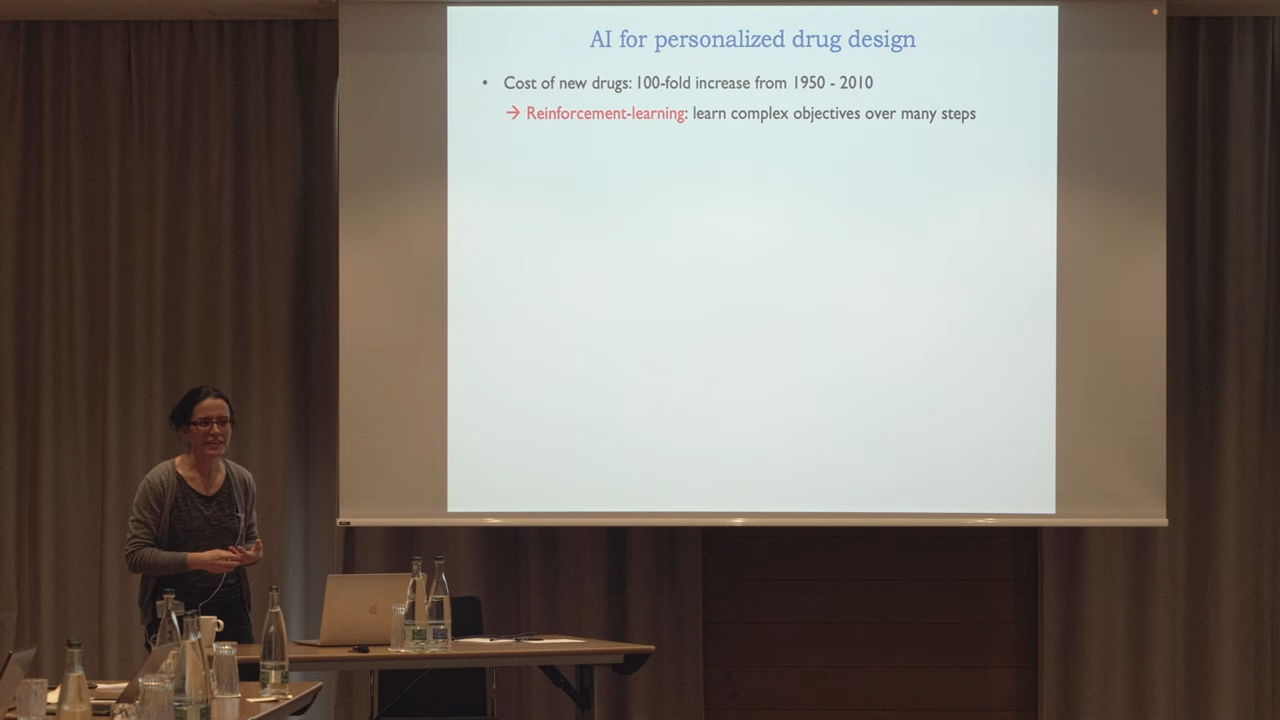 AI for personalized drug design
• Cost of new drugs: 100-fold increase from 1950 - 2010
→ Reinforcement-learning: learn complex objectives over many steps